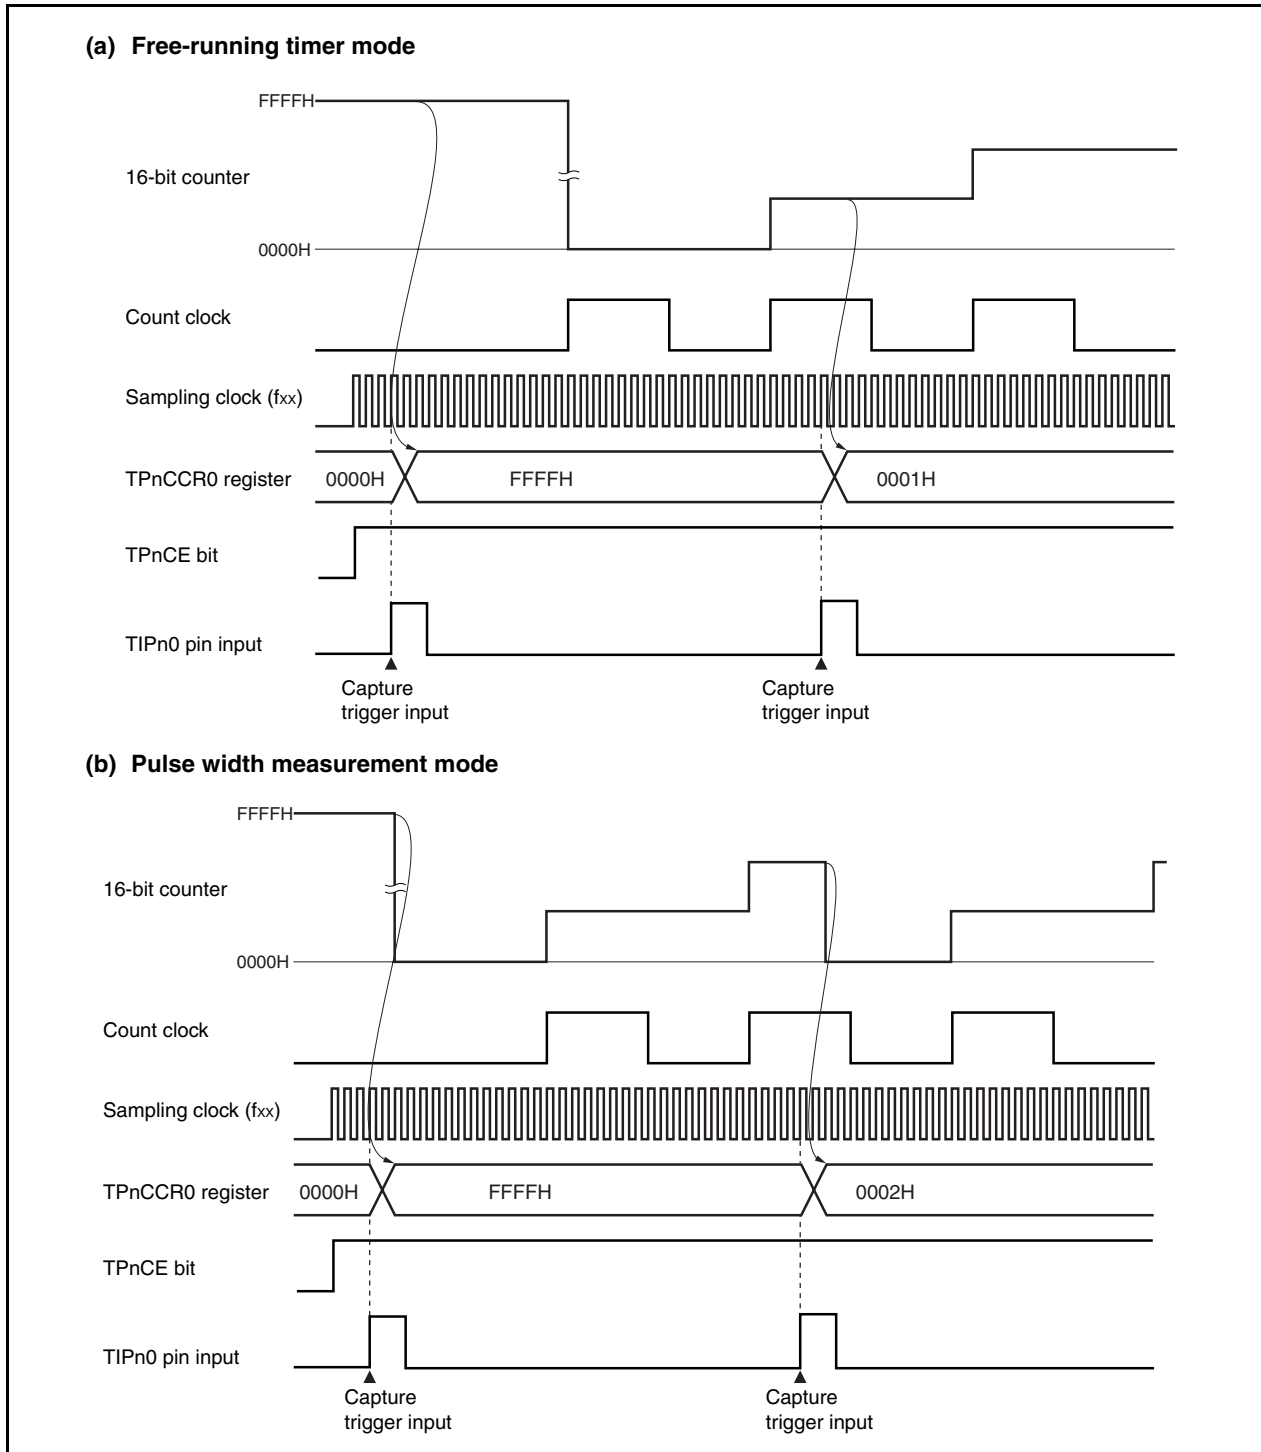 (a) Free-running timer mode
FFFFH
16-bit counter
0000H
Count clock
Sampling clock (fxx)
TPnCCR0 register
0000H
FFFFH
0001H
TPnCE bit
TIPn0 pin input
Capture
trigger input
Capture
trigger input
(b) Pulse width measurement mode
FFFFH
16-bit counter
0000H
Count clock
Sampling clock (fxx)
TPnCCR0 register
0000H
FFFFH
0002H
TPnCE bit
TIPn0 pin input
Capture
trigger input
Capture
trigger input